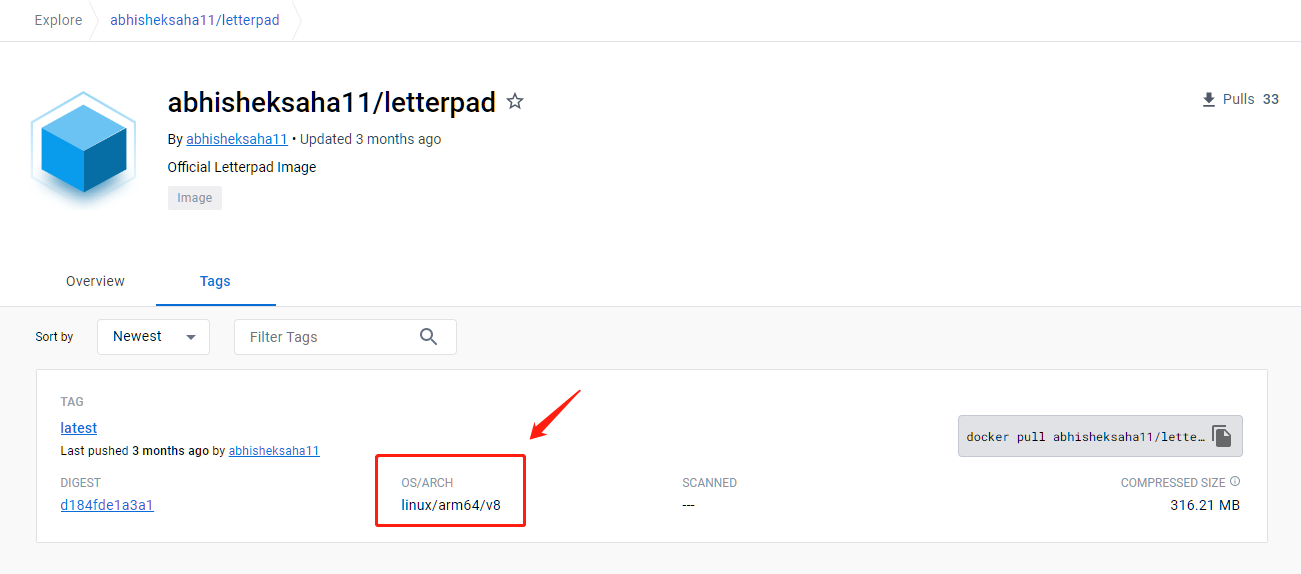 Explore abhisheksaha11/letterpad
abhisheksaha11/letterpad
Pulls 33
By abhisheksaha11 • Updated 3 months ago
Official Letterpad Image
Image
Overview Tags
Sort by Newest Filter Tags
TAG
latest
docker pull abhisheksaha11/lette…
Last pushed 3 months ago by abhisheksaha11
DIGEST OS/ARCH SCANNED COMPRESSED SIZE
d184fde1a3a1 linux/arm64/v8 --- 316.21 MB